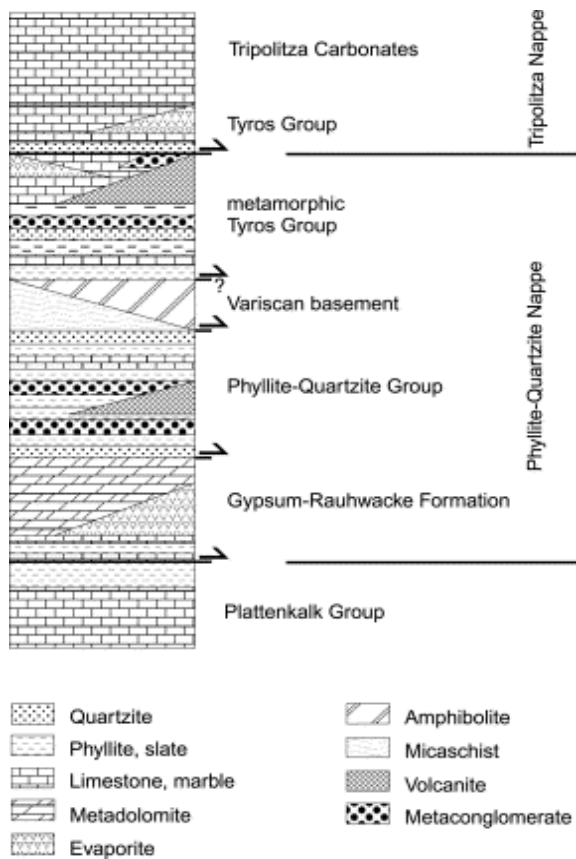 Tripolitza Carbonates
Tyros Group
Tripolitza Nappe
metamorphic
Tyros Group
?
Variscan basement
Phyllite-Quartzite Group
Gypsum-Rauhwacke Formation
Phyllite-Quartzite Nappe
Plattenkalk Group
Quartzite
Phyllite, slate
Limestone, marble
Metadolomite
Evaporite
Amphibolite
Micaschist
Volcanite
Metaconglomerate